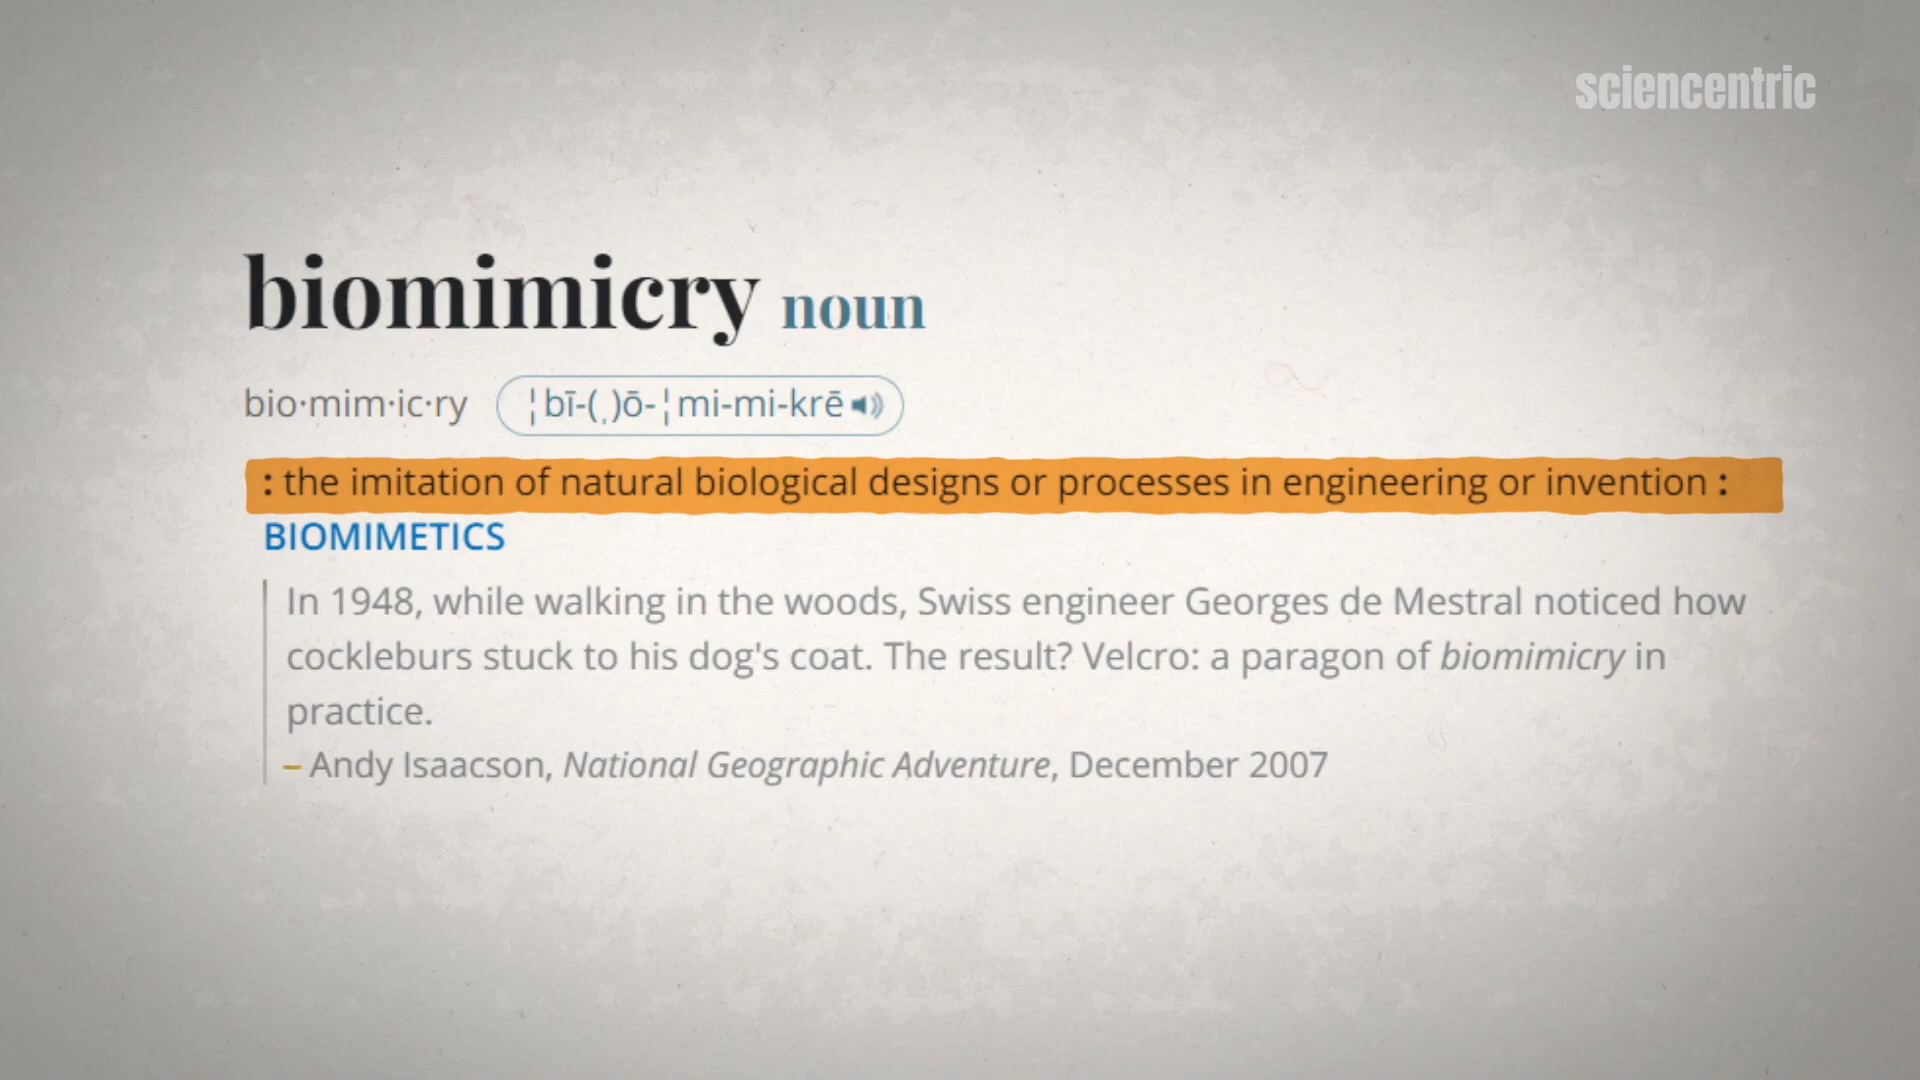 sciencentric
biomimicry noun
bio·mim·ic·ry ¦bī-(ˌ)ō-¦mi-mi-krē
: the imitation of natural biological designs or processes in engineering or invention :
BIOMIMETICS
In 1948, while walking in the woods, Swiss engineer Georges de Mestral noticed how
cockleburs stuck to his dog's coat. The result? Velcro: a paragon of biomimicry in
practice.
– Andy Isaacson, National Geographic Adventure, December 2007